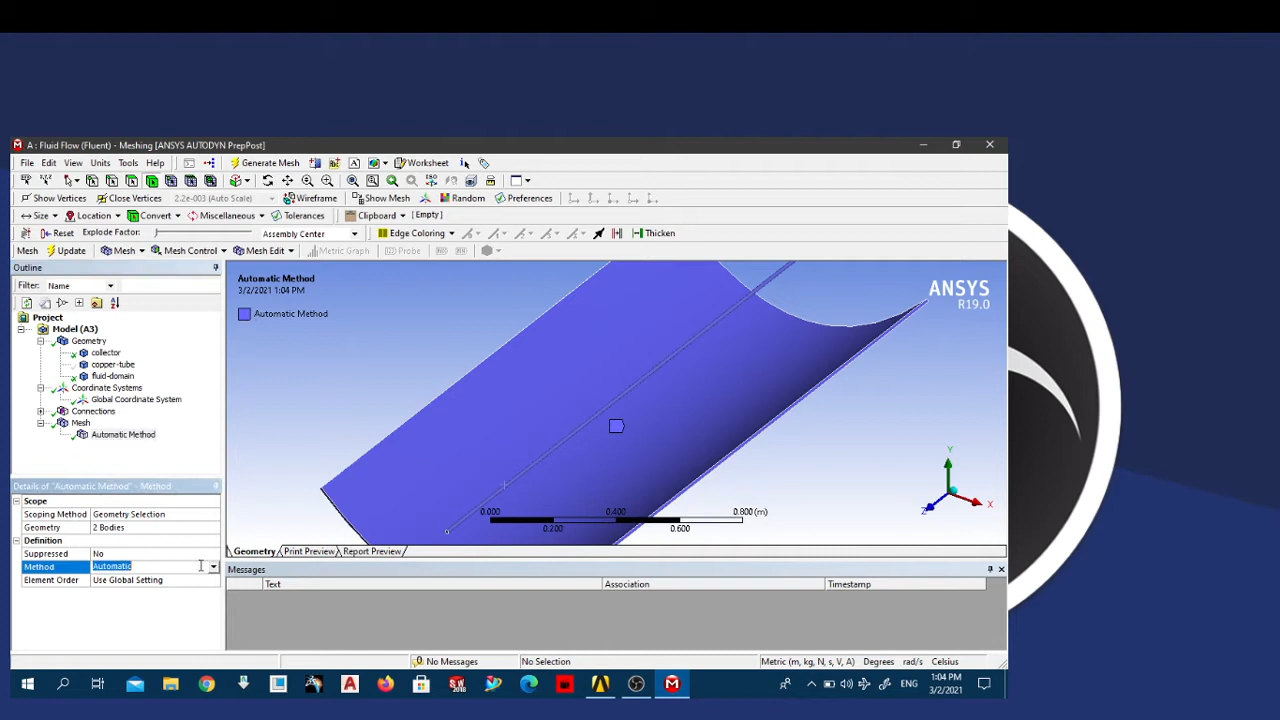 A : Fluid Flow (Fluent) - Meshing [ANSYS AUTODYN PrepPost]
File Edit View Units Tools Help Generate Mesh Worksheet
Show Vertices Close Vertices 2.2e-003 (Auto Scale) Wireframe Show Mesh Random Preferences
Size Location Convert Miscellaneous Tolerances Clipboard [Empty]
Reset Explode Factor: Assembly Center Edge Coloring Thicken
Mesh Update Mesh Mesh Control Mesh Edit Metric Graph Probe
Outline
Filter: Name
Project
Model (A3)
Geometry
collector
copper-tube
fluid-domain
Coordinate Systems
Global Coordinate System
Connections
Mesh
Automatic Method
Details of "Automatic Method" - Method
Scope
Scoping Method Geometry Selection
Geometry 2 Bodies
Definition
Suppressed No
Method Automatic
Element Order Use Global Setting
Automatic Method
3/2/2021 1:04 PM
Automatic Method
ANSYS
R19.0
Y
X
Z
0.000 0.400 0.800 (m)
0.200 0.600
Geometry Print Preview Report Preview
Messages
Text Association Timestamp
0 No Messages No Selection Metric (m, kg, N, s, V, A) Degrees rad/s Celsius
ENG
1:04 PM
3/2/2021